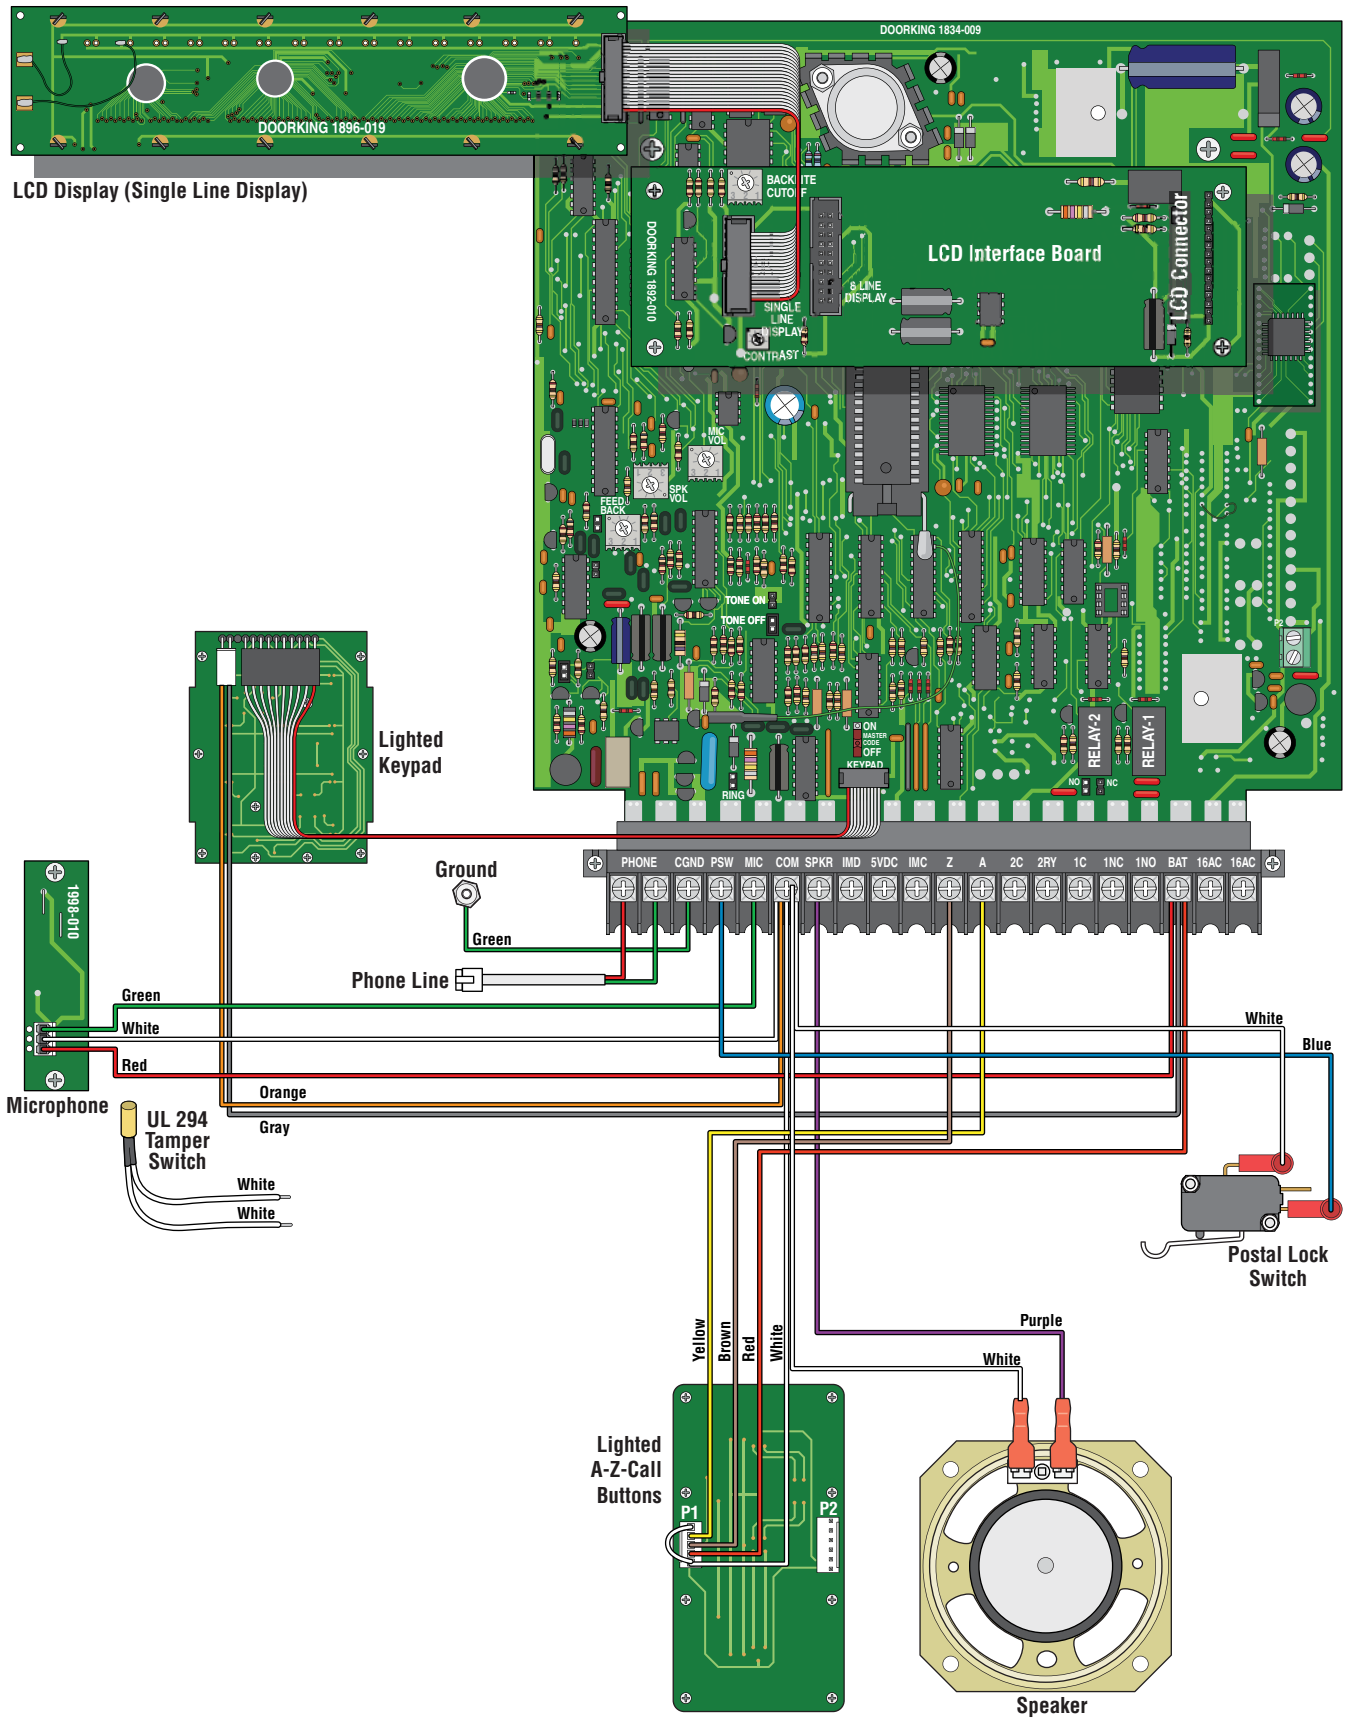 DOORKING 1834-009
DOORKING 1896-019
LCD Display (Single Line Display)
BACKLITE
CUTOFF
DOORKING 1892-010
LCD Interface Board
LCD Connector
8 LINE
DISPLAY
SINGLE
LINE
DISPLAY
CONTRAST
MIC
VOL
SPK
VOL
FEED
BACK
TONE ON
TONE OFF
P2
Lighted
Keypad
ON
MASTER
CODE
OFF
KEYPAD
RING
RELAY-2
RELAY-1
NO
NC
PHONE CGND PSW MIC COM SPKR IMD 5VDC IMC Z A 2C 2RY 1C 1NC 1NO BAT 16AC 16AC
1998-010
Ground
Green
Phone Line
Green
White
Red
Microphone
Orange
Gray
White
Blue
UL 294
Tamper
Switch
White
White
Postal Lock
Switch
Yellow
Brown
Red
White
Purple
White
Lighted
A-Z-Call
Buttons
P1
P2
Speaker